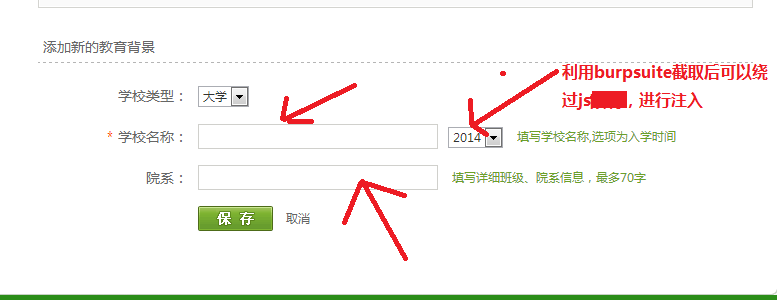 添加新的教育背景
利用burpsuite截取后可以绕
过js，进行注入
学校类型： 大学
* 学校名称： 2014 填写学校名称,选项为入学时间
院系： 填写详细班级、院系信息，最多70字
保 存 取消